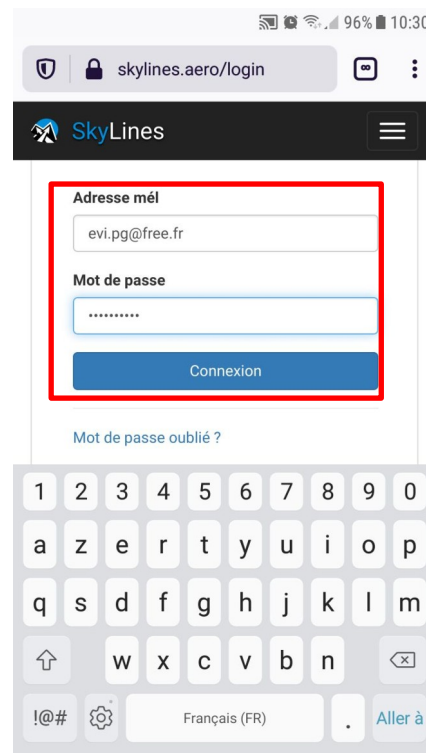 96% 10:30
skylines.aero/login
SkyLines
Adresse mél
evi.pg@free.fr
Mot de passe
••••••••••
Connexion
Mot de passe oublié ?
1 2 3 4 5 6 7 8 9 0
a z e r t y u i o p
q s d f g h j k l m
w x c v b n
!@# Français (FR) . Aller à